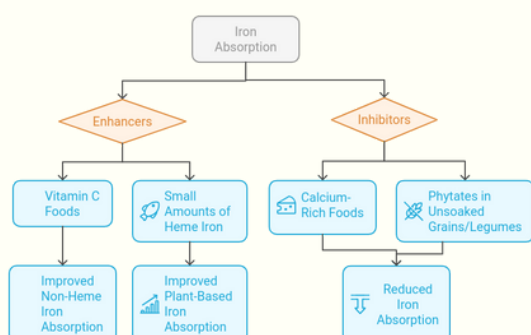 Iron
Absorption
Enhancers
Inhibitors
Vitamin C
Foods
Small
Amounts of
Heme Iron
Calcium-
Rich Foods
Phytates in
Unsoaked
Grains/Legumes
Improved
Non-Heme
Iron
Absorption
Improved
Plant-Based
Iron
Absorption
Reduced
Iron
Absorption